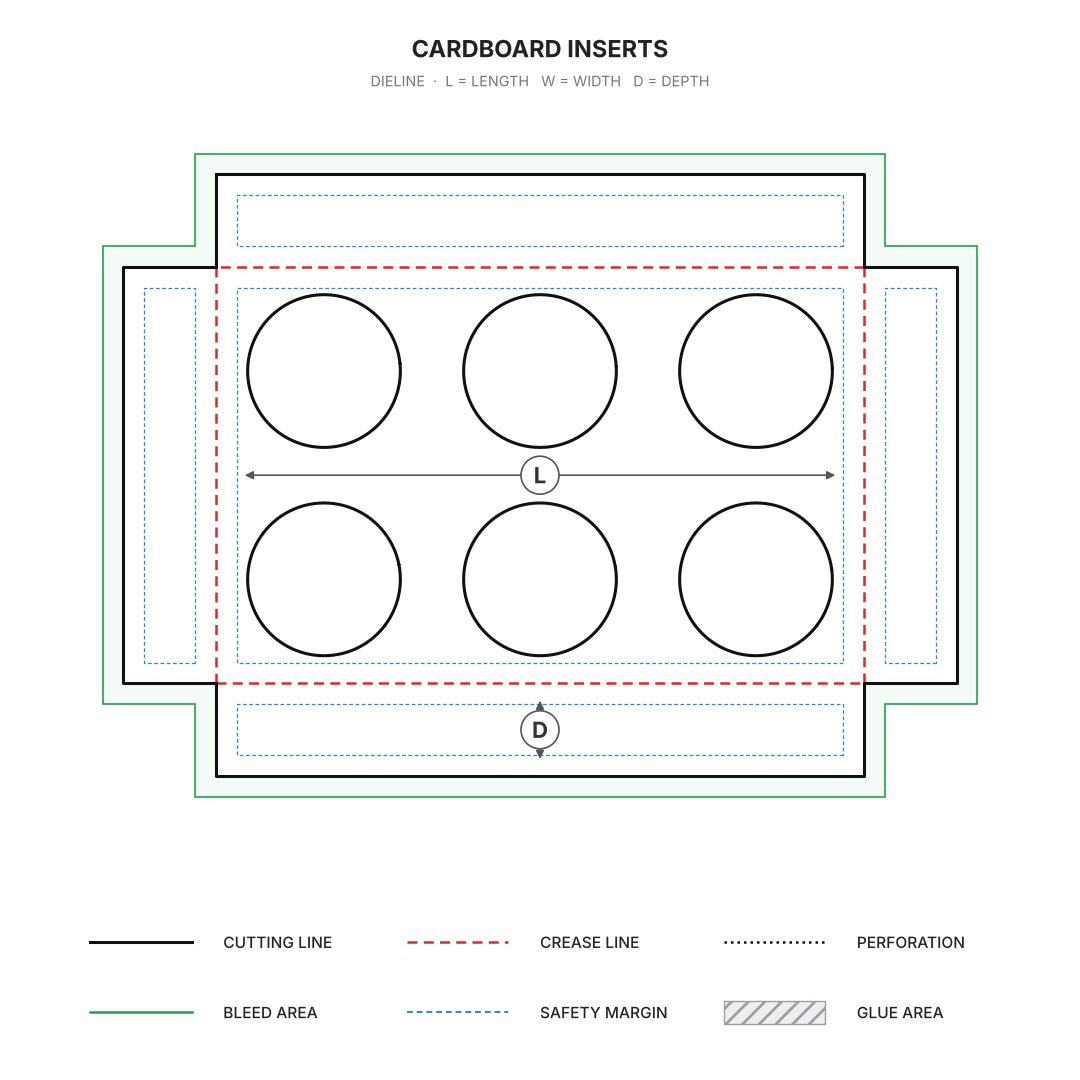 CARDBOARD INSERTS
DIELINE · L = LENGTH W = WIDTH D = DEPTH
L
D
CUTTING LINE
CREASE LINE
PERFORATION
BLEED AREA
SAFETY MARGIN
GLUE AREA